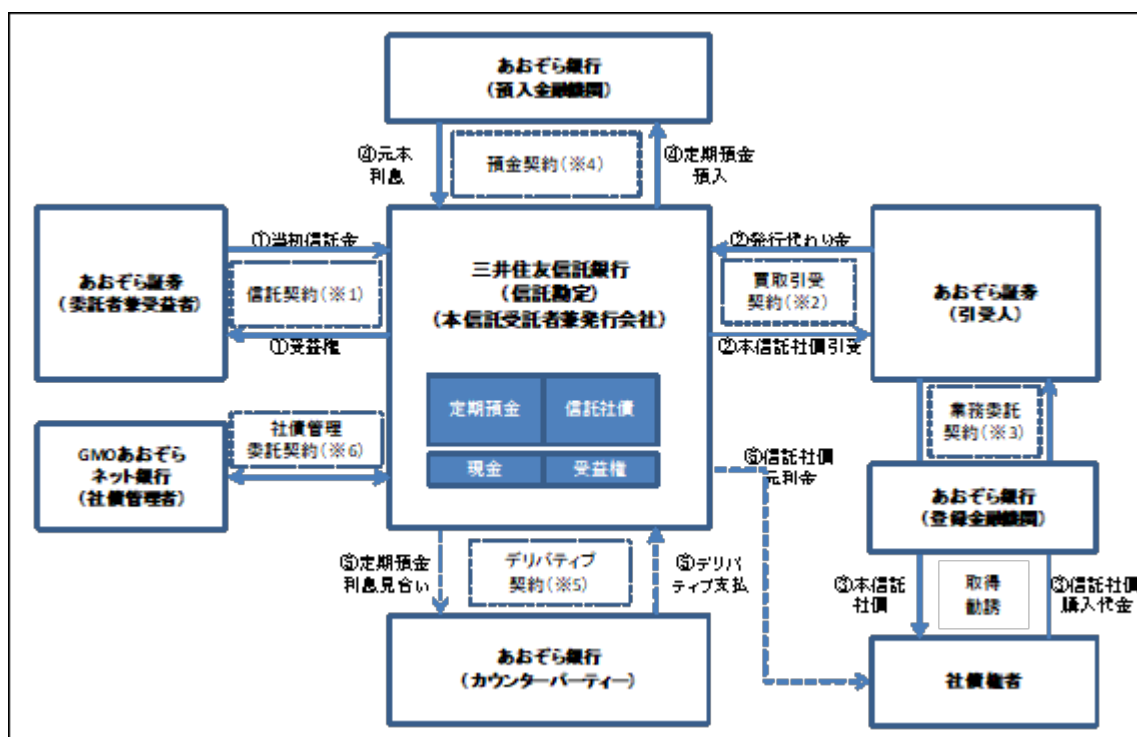 あおぞら銀行
(預入金融機関)
④元本
利息
預金契約(※4)
④定期預金
預入
あおぞら証券
(委託者兼受益者)
①当初信託金
信託契約(※1)
①受益権
三井住友信託銀行
(信託勘定)
(本信託受託者兼発行会社)
定期預金
信託社債
現金
受益権
②発行代わり金
買取引受
契約(※2)
②本信託社債引受
あおぞら証券
(引受人)
GMOあおぞら
ネット銀行
(社債管理者)
社債管理
委託契約(※6)
業務委託
契約(※3)
⑥信託社債
元利金
あおぞら銀行
(登録金融機関)
⑤定期預金
利息見合い
デリバティブ
契約(※5)
⑤デリバ
ティブ支払
③本信託
社債
取得
勧誘
③信託社債
購入代金
あおぞら銀行
(カウンターパーティー)
社債権者